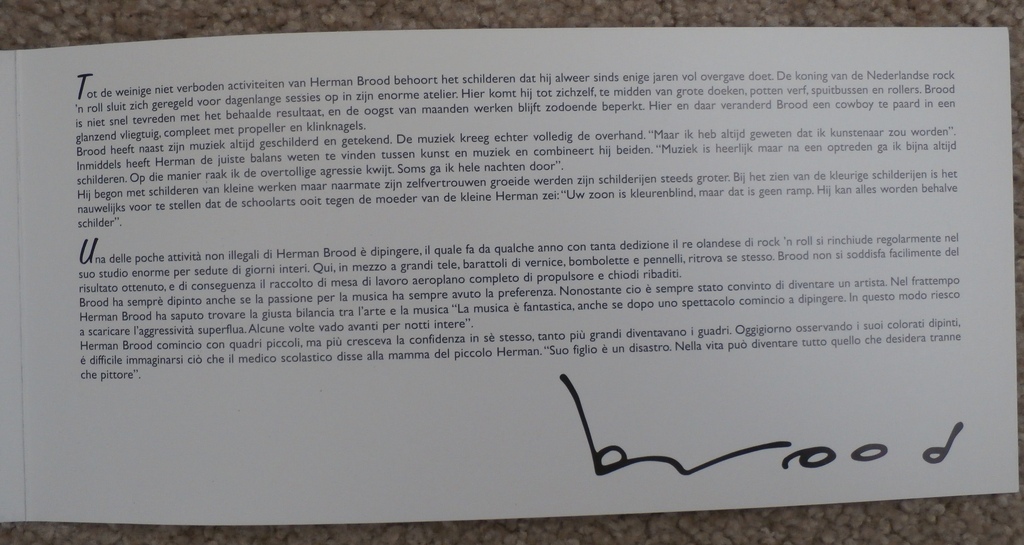 Tot de weinige niet verboden activiteiten van Herman Brood behoort het schilderen dat hij alweer sinds enige jaren vol overgave doet. De koning van de Nederlandse rock
'n roll sluit zich geregeld voor dagenlange sessies op in zijn enorme atelier. Hier komt hij tot zichzelf, te midden van grote doeken, potten verf, spuitbussen en rollers. Brood
is niet snel tevreden met het behaalde resultaat, en de oogst van maanden werken blijft zodoende beperkt. Hier en daar veranderd Brood een cowboy te paard in een
glanzend vliegtuig, compleet met propeller en klinknagels.
Brood heeft naast zijn muziek altijd geschilderd en getekend. De muziek kreeg echter volledig de overhand. "Maar ik heb altijd geweten dat ik kunstenaar zou worden".
Inmiddels heeft Herman de juiste balans weten te vinden tussen kunst en muziek en combineert hij beiden. "Muziek is heerlijk maar na een optreden ga ik bijna altijd
schilderen. Op die manier raak ik de overtollige agressie kwijt. Soms ga ik hele nachten door".
Hij begon met schilderen van kleine werken maar naarmate zijn zelfvertrouwen groeide werden zijn schilderijen steeds groter. Bij het zien van de kleurige schilderijen is het
nauwelijks voor te stellen dat de schoolarts ooit tegen de moeder van de kleine Herman zei: "Uw zoon is kleurenblind, maar dat is geen ramp. Hij kan alles worden behalve
schilder".
Una delle poche attività non illegali di Herman Brood è dipingere, il quale fa da qualche anno con tanta dedizione il re olandese di rock 'n roll si rinchiude regolarmente nel
suo studio enorme per sedute di giorni interi. Qui, in mezzo a grandi tele, barattoli di vernice, bombolette e pennelli, ritrova se stesso. Brood non si soddisfa facilmente del
risultato ottenuto, e di conseguenza il raccolto di mesa di lavoro aeroplano completo di propulsore e chiodi ribaditi.
Brood ha semprè dipinto anche se la passione per la musica ha sempre avuto la preferenza. Nonostante cio è sempre stato convinto di diventare un artista. Nel frattempo
Herman Brood ha saputo trovare la giusta bilancia tra l'arte e la musica "La musica è fantastica, anche se dopo uno spettacolo comincio a dipingere. In questo modo riesco
a scaricare l'aggressività superflua. Alcune volte vado avanti per notti intere".
Herman Brood comincio con quadri piccoli, ma più cresceva la confidenza in sè stesso, tanto più grandi diventavano i guadri. Oggigiorno osservando i suoi colorati dipinti,
é difficile immaginarsi ciò che il medico scolastico disse alla mamma del piccolo Herman. "Suo figlio è un disastro. Nella vita può diventare tutto quello che desidera tranne
che pittore".
brood